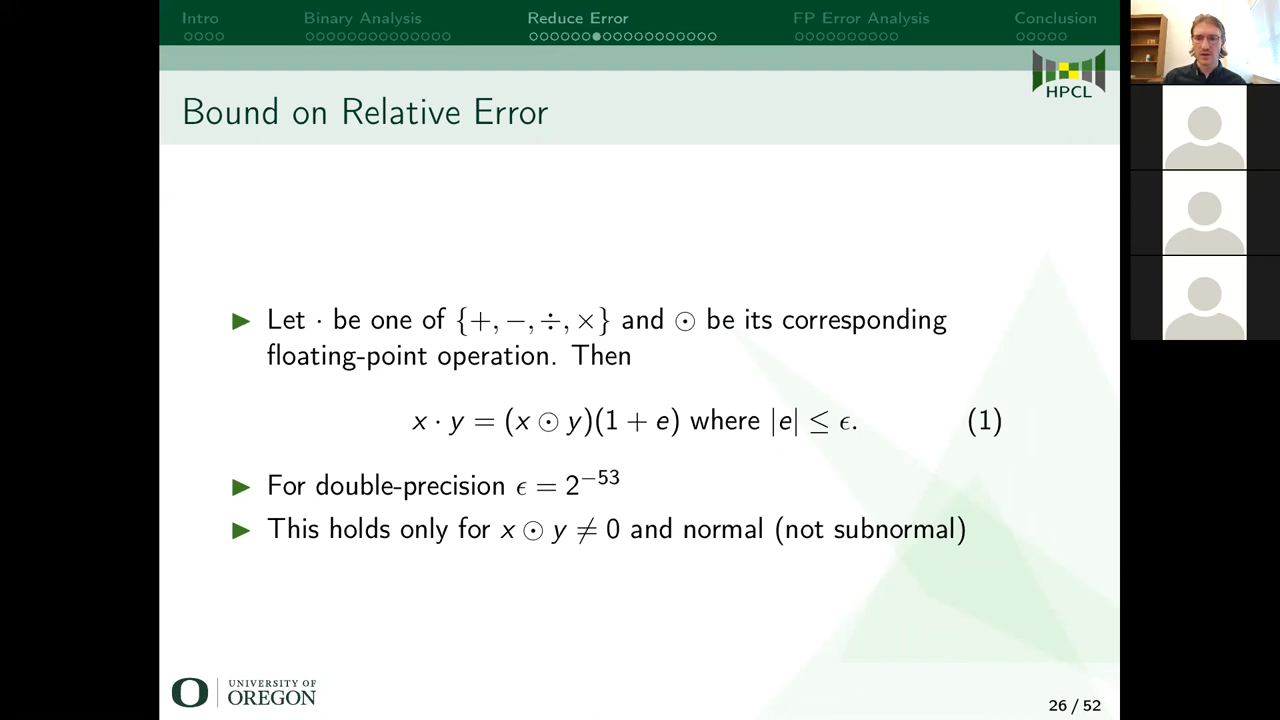 Intro Binary Analysis Reduce Error FP Error Analysis Conclusion
HPCL
Bound on Relative Error
Let · be one of {+, −, ÷, ×} and ⊙ be its corresponding
floating-point operation. Then
x · y = (x ⊙ y)(1 + e) where |e| ≤ ϵ. (1)
For double-precision ϵ = 2⁻⁵³
This holds only for x ⊙ y ≠ 0 and normal (not subnormal)
O UNIVERSITY OF
OREGON
26 / 52